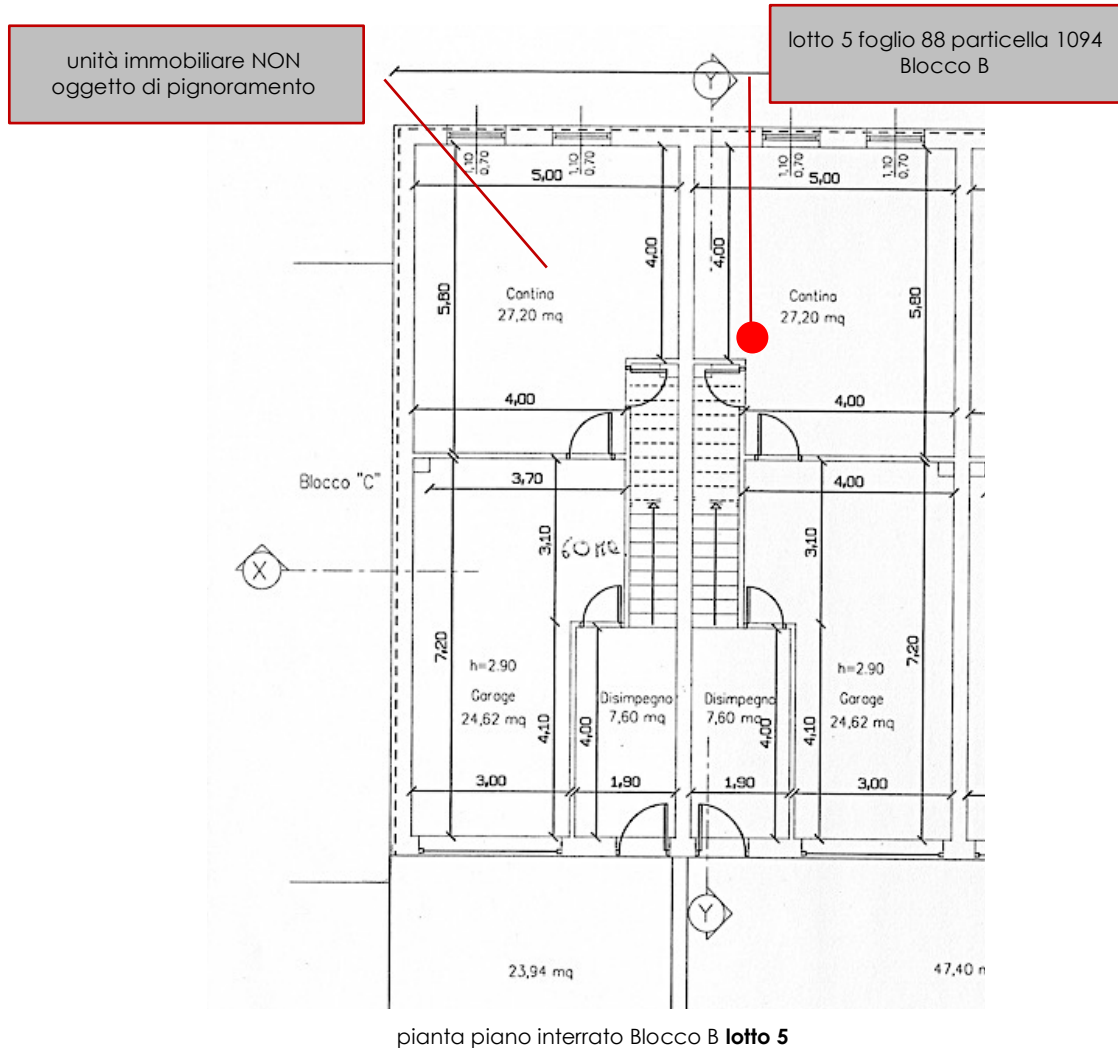 unità immobiliare NON
oggetto di pignoramento
lotto 5 foglio 88 particella 1094
Blocco B
Y
1,10
0,70
1,10
0,70
1,10
0,70
1,10
0,70
5,00
5,00
4,00
4,00
5,80
5,80
Cantina
27,20 mq
Cantina
27,20 mq
4,00
4,00
Blocco "C"
3,70
4,00
3,10
60 mq.
3,10
X
7,20
7,20
h=2.90
Garage
24,62 mq
Disimpegno
7,60 mq
Disimpegno
7,60 mq
h=2.90
Garage
24,62 mq
4,10
4,00
4,00
4,10
3,00
1,90
1,90
3,00
Y
23,94 mq
47,40 m
pianta piano interrato Blocco B lotto 5